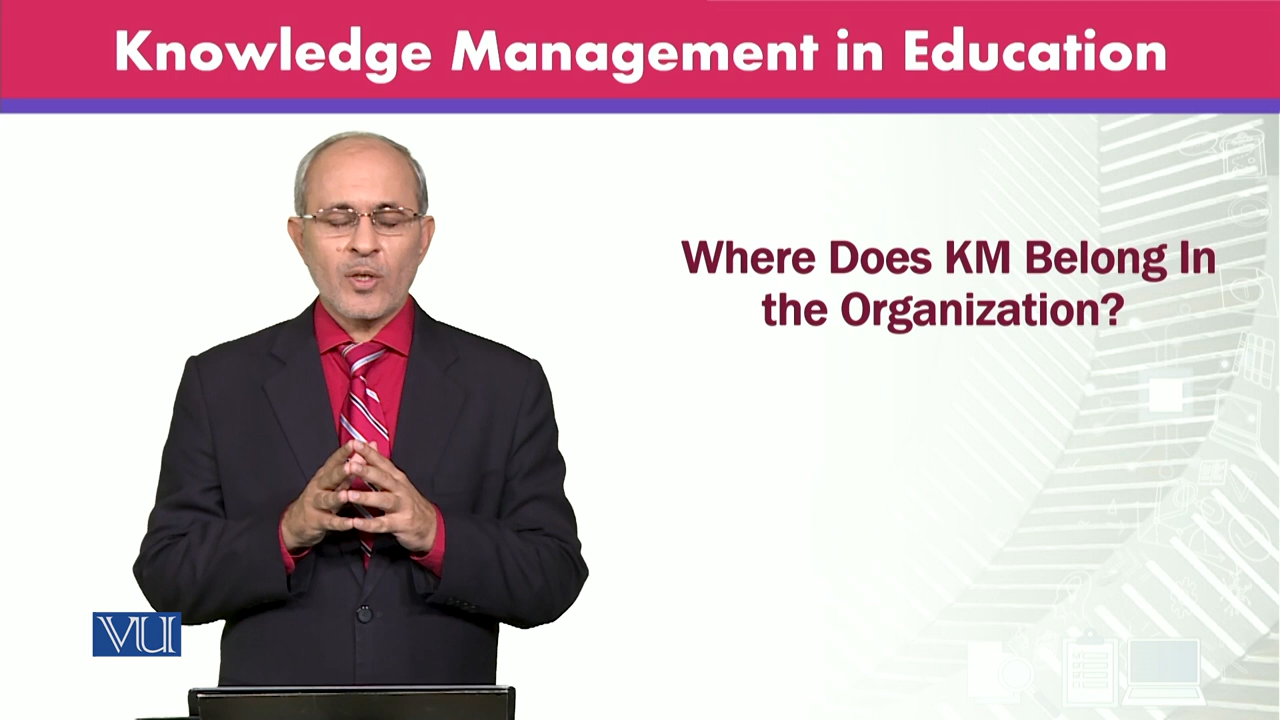 Knowledge Management in Education
Where Does KM Belong In
the Organization?
VU